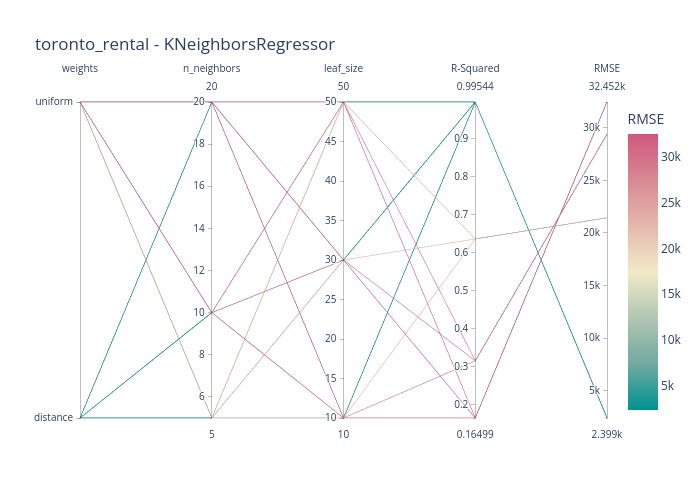 toronto_rental - KNeighborsRegressor
weights n_neighbors leaf_size R-Squared RMSE
20 50 0.99544 32.452k
RMSE
uniform
distance
20
18
16
14
12
10
8
6
50
45
40
35
30
25
20
15
10
0.9
0.8
0.7
0.6
0.5
0.4
0.3
0.2
30k
25k
20k
15k
10k
5k
30k
25k
20k
15k
10k
5k
5 10 0.16499 2.399k